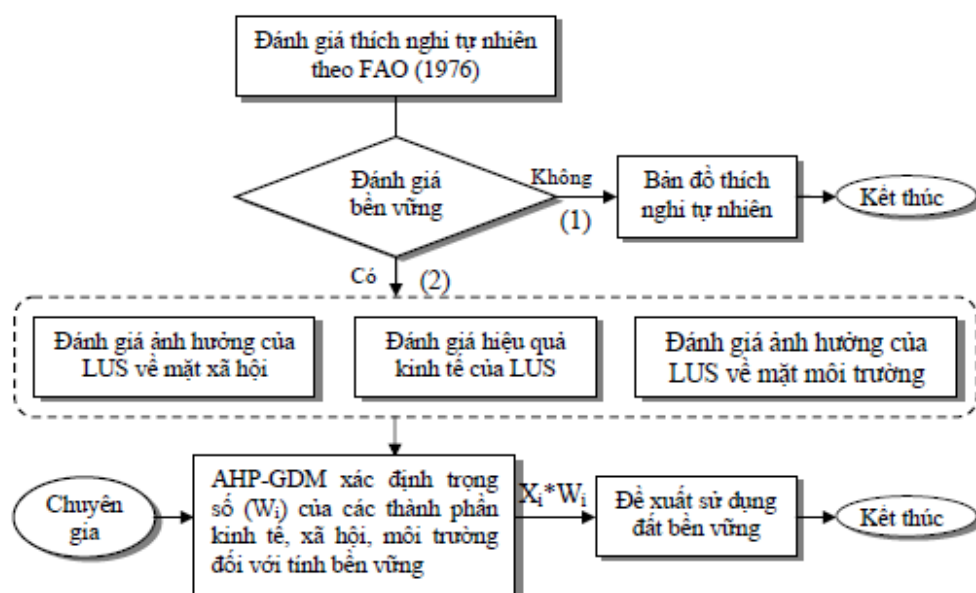 Đánh giá thích nghi tự nhiên
theo FAO (1976)
Đánh giá
bền vững
Không
(1)
Bản đồ thích
nghi tự nhiên
Kết thúc
Có
(2)
Đánh giá ảnh hưởng của
LUS về mặt xã hội
Đánh giá hiệu quả
kinh tế của LUS
Đánh giá ảnh hưởng của
LUS về mặt môi trường
Chuyên
gia
AHP-GDM xác định trọng
số (Wᵢ) của các thành phần
kinh tế, xã hội, môi trường
đối với tính bền vững
Xᵢ*Wᵢ
Đề xuất sử dụng
đất bền vững
Kết thúc